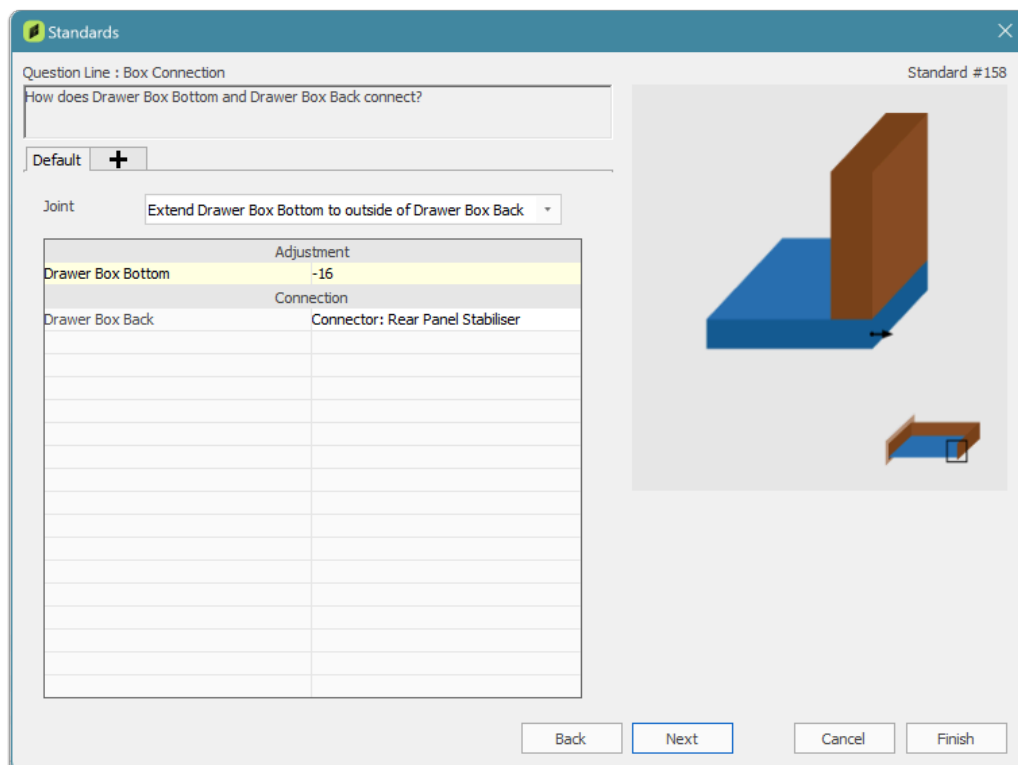 Standards
Question Line : Box Connection
Standard #158
How does Drawer Box Bottom and Drawer Box Back connect?
Default
Joint
Extend Drawer Box Bottom to outside of Drawer Box Back
Adjustment
Drawer Box Bottom -16
Connection
Drawer Box Back Connector: Rear Panel Stabiliser
Back Next Cancel Finish